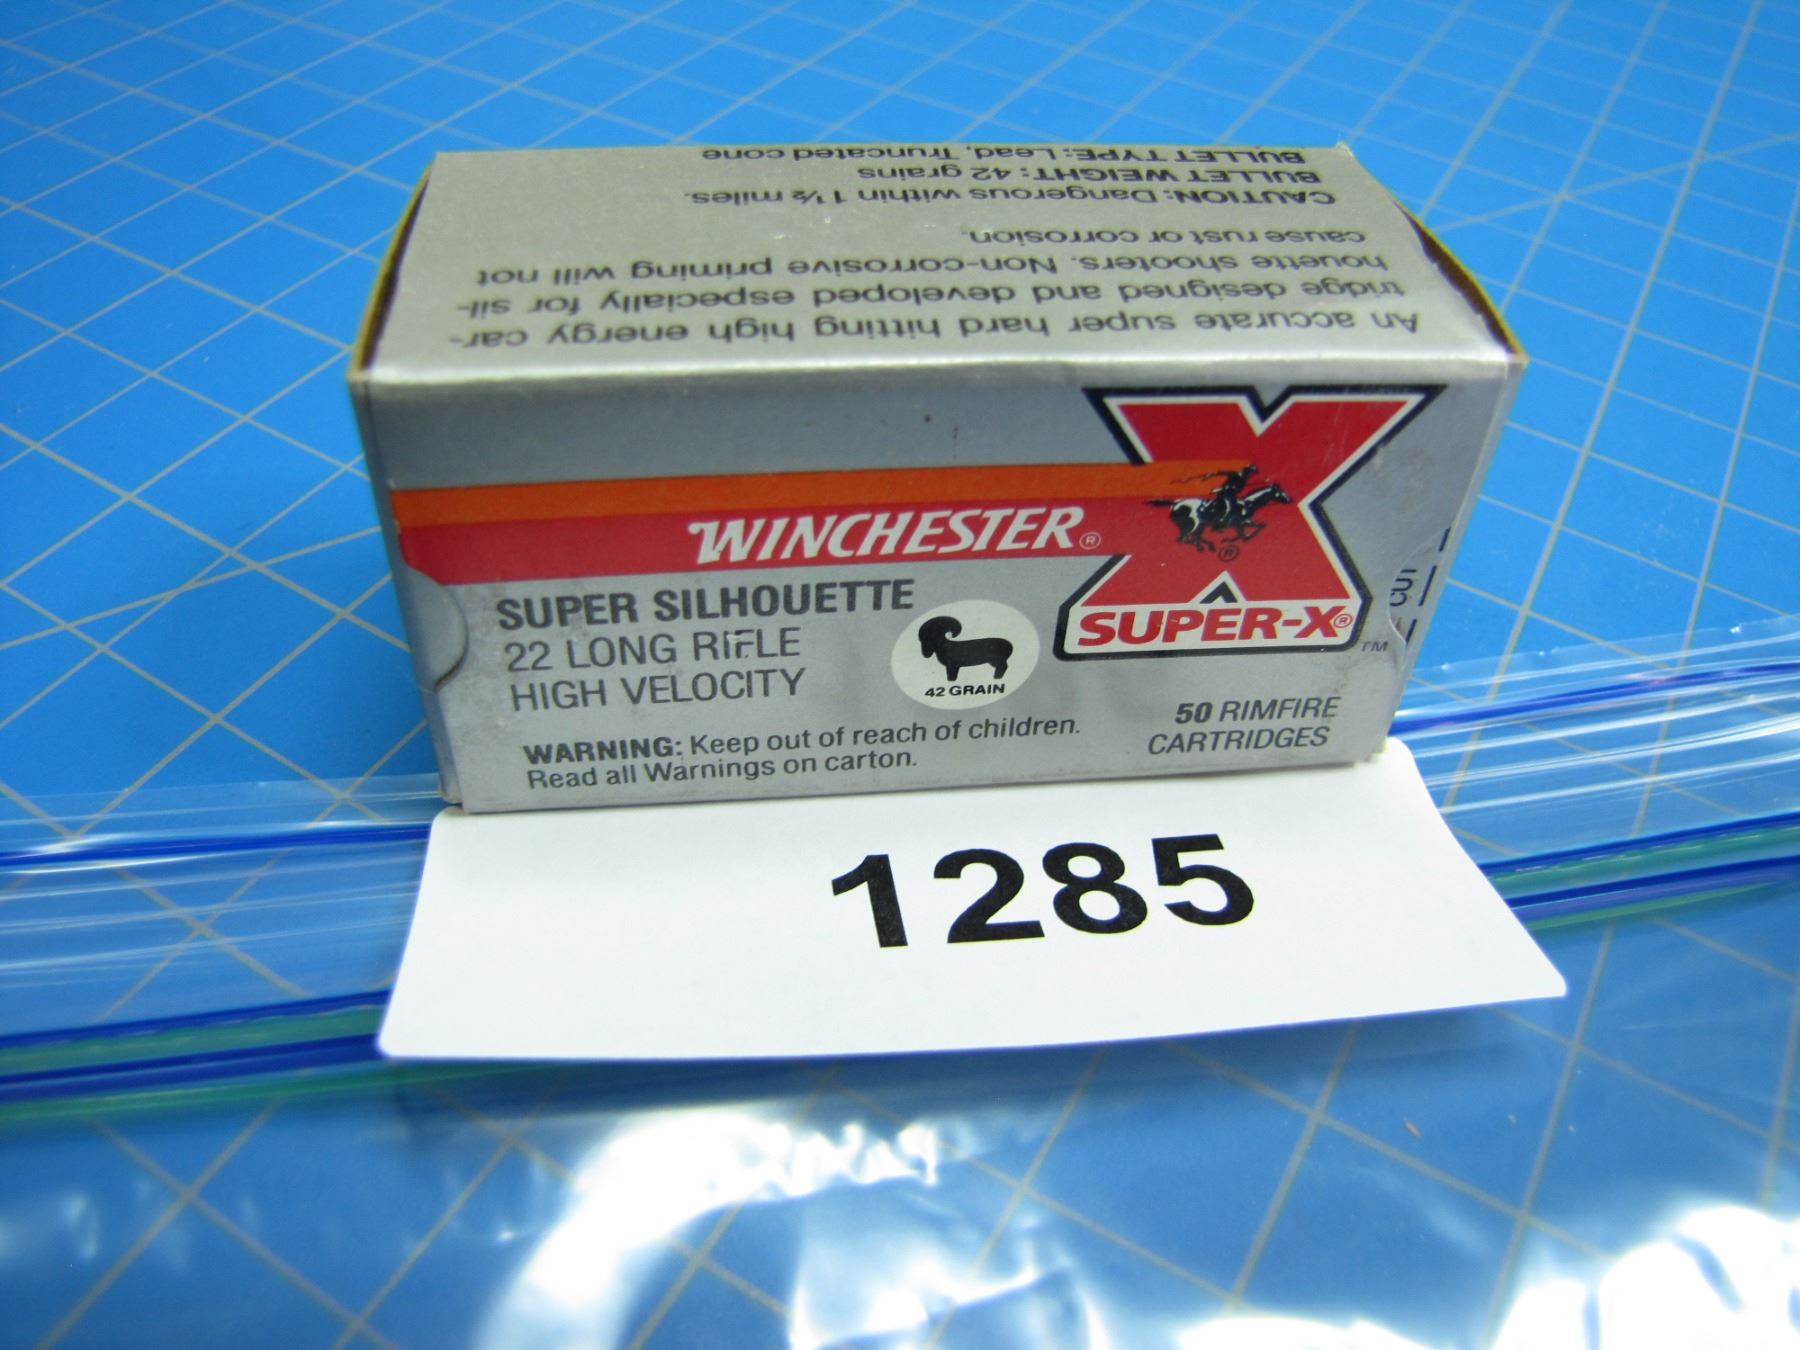 An accurate super hard hitting high energy car-
tridge designed and developed especially for sil-
houette shooters. Non-corrosive priming will not
cause rust or corrosion.
CAUTION: Dangerous within 1 ½ miles.
BULLET WEIGHT: 42 grains
BULLET TYPE: Lead, Truncated cone
WINCHESTER®
®
SUPER-X®
TM
SUPER SILHOUETTE
22 LONG RIFLE
HIGH VELOCITY
42 GRAIN
WARNING: Keep out of reach of children.
Read all Warnings on carton.
50 RIMFIRE
CARTRIDGES
1285